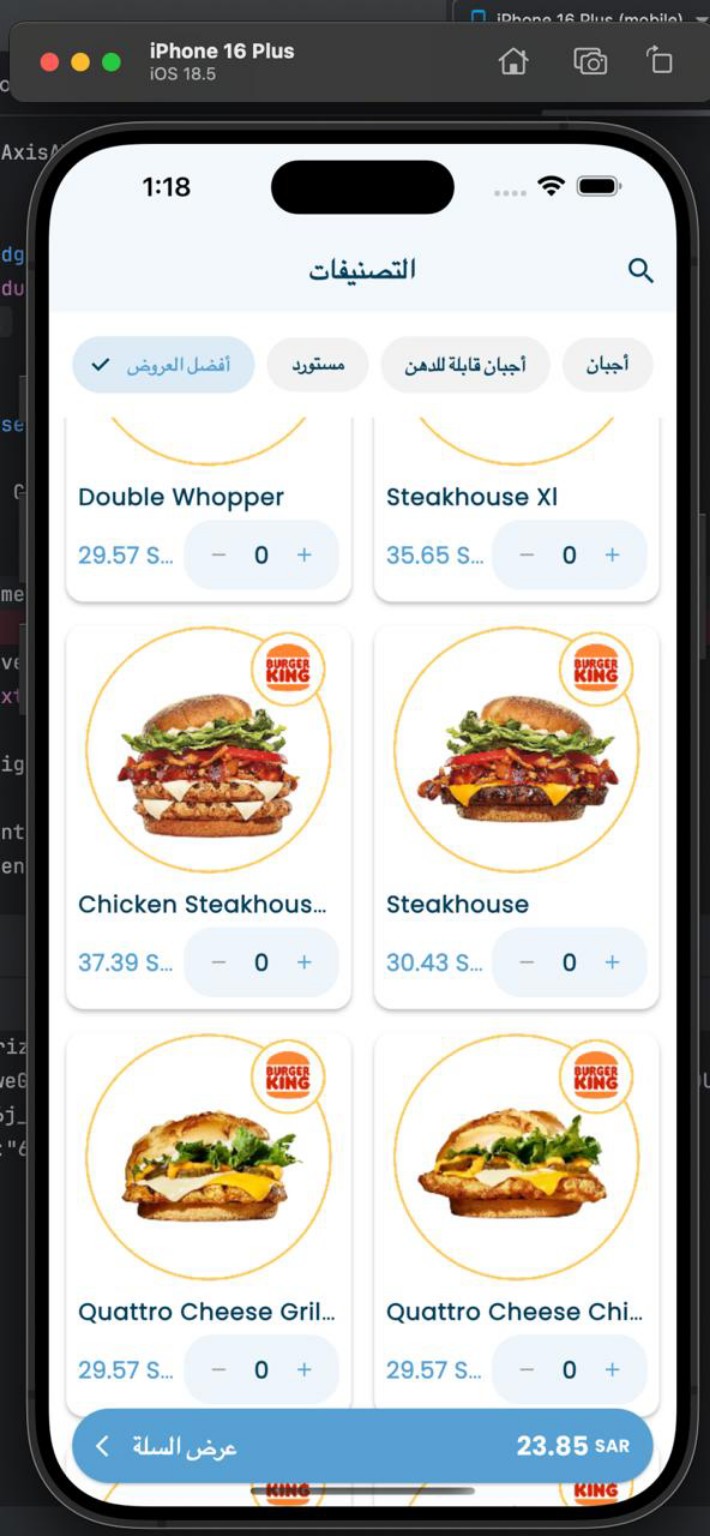 iPhone 16 Plus (mobile)
iPhone 16 Plus
iOS 18.5
1:18
التصنيفات
أجبان
أجبان قابلة للدهن
مستورد
أفضل العروض
Double Whopper
Steakhouse Xl
29.57 S... − 0 +
35.65 S... − 0 +
BURGER KING
BURGER KING
Chicken Steakhous...
Steakhouse
37.39 S... − 0 +
30.43 S... − 0 +
BURGER KING
BURGER KING
Quattro Cheese Gril...
Quattro Cheese Chi...
29.57 S... − 0 +
29.57 S... − 0 +
عرض السلة
23.85 SAR
KING
KING